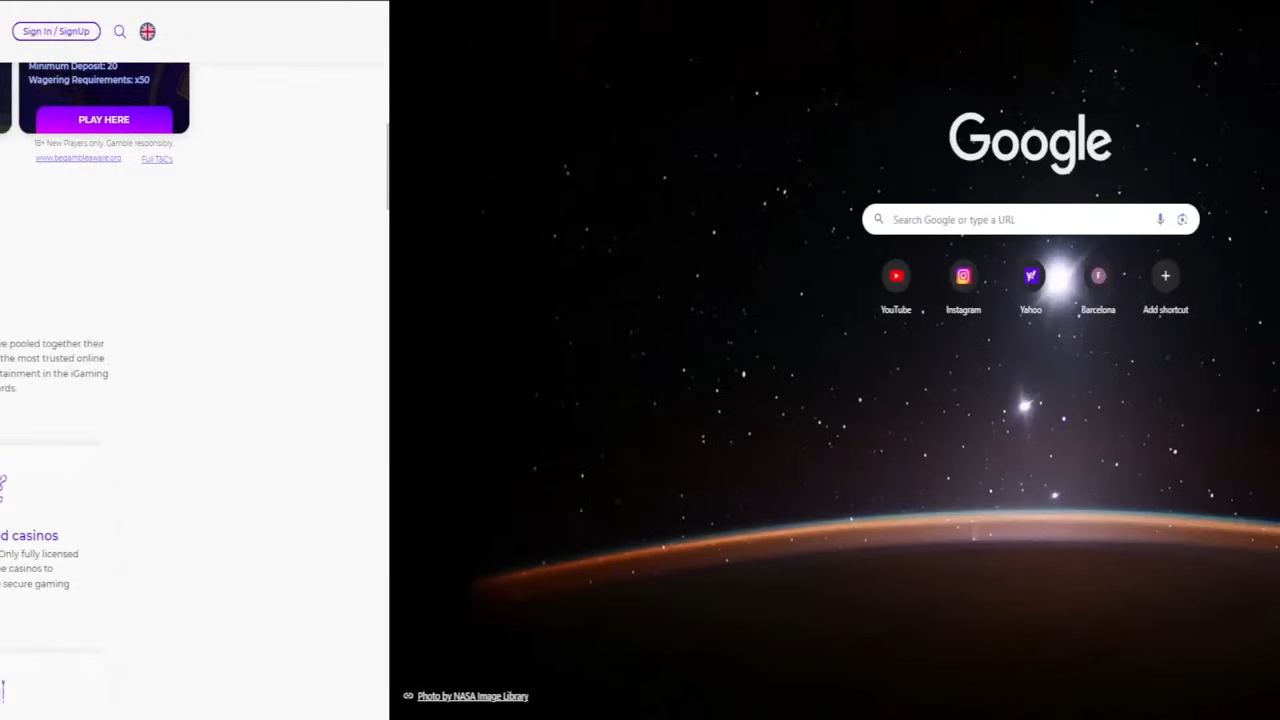 Sign In / SignUp
Minimum Deposit: 20
Wagering Requirements: x50
PLAY HERE
18+ New Players only. Gamble responsibly.
www.begambleaware.org
Full T&C's
ve pooled together their
the most trusted online
tainment in the iGaming
rds.
d casinos
Only fully licensed
e casinos to
secure gaming
Google
Search Google or type a URL
y!
F
YouTube
Instagram
Yahoo
Barcelona
Add shortcut
Photo by NASA Image Library